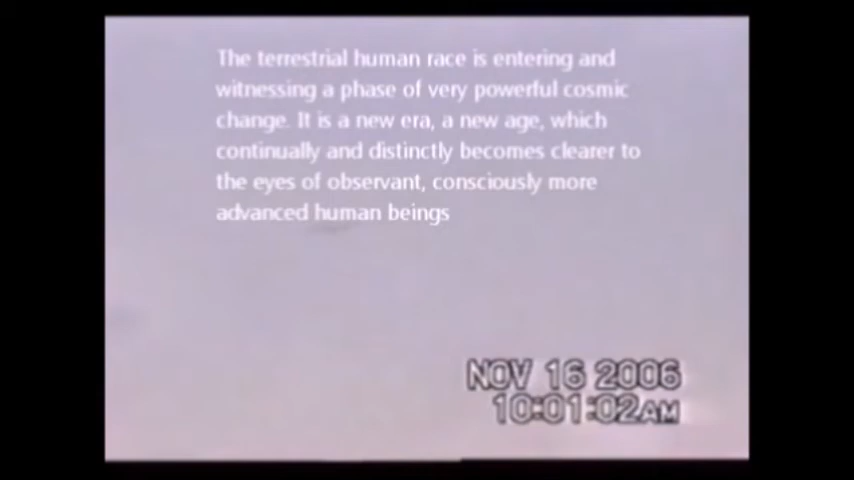 The terrestrial human race is entering and
witnessing a phase of very powerful cosmic
change. It is a new era, a new age, which
continually and distinctly becomes clearer to
the eyes of observant, consciously more
advanced human beings
NOV 16 2006
10:01:02AM